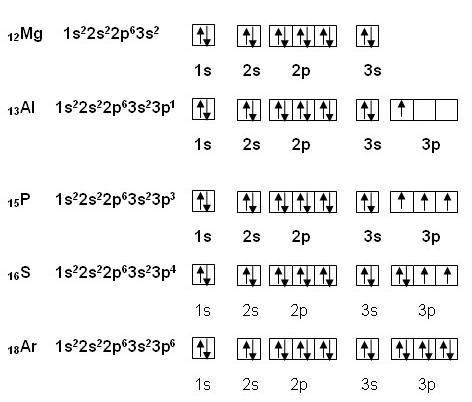 ₁₂Mg 1s²2s²2p⁶3s²
1s 2s 2p 3s
₁₃Al 1s²2s²2p⁶3s²3p¹
1s 2s 2p 3s 3p
₁₅P 1s²2s²2p⁶3s²3p³
1s 2s 2p 3s 3p
₁₆S 1s²2s²2p⁶3s²3p⁴
1s 2s 2p 3s 3p
₁₈Ar 1s²2s²2p⁶3s²3p⁶
1s 2s 2p 3s 3p